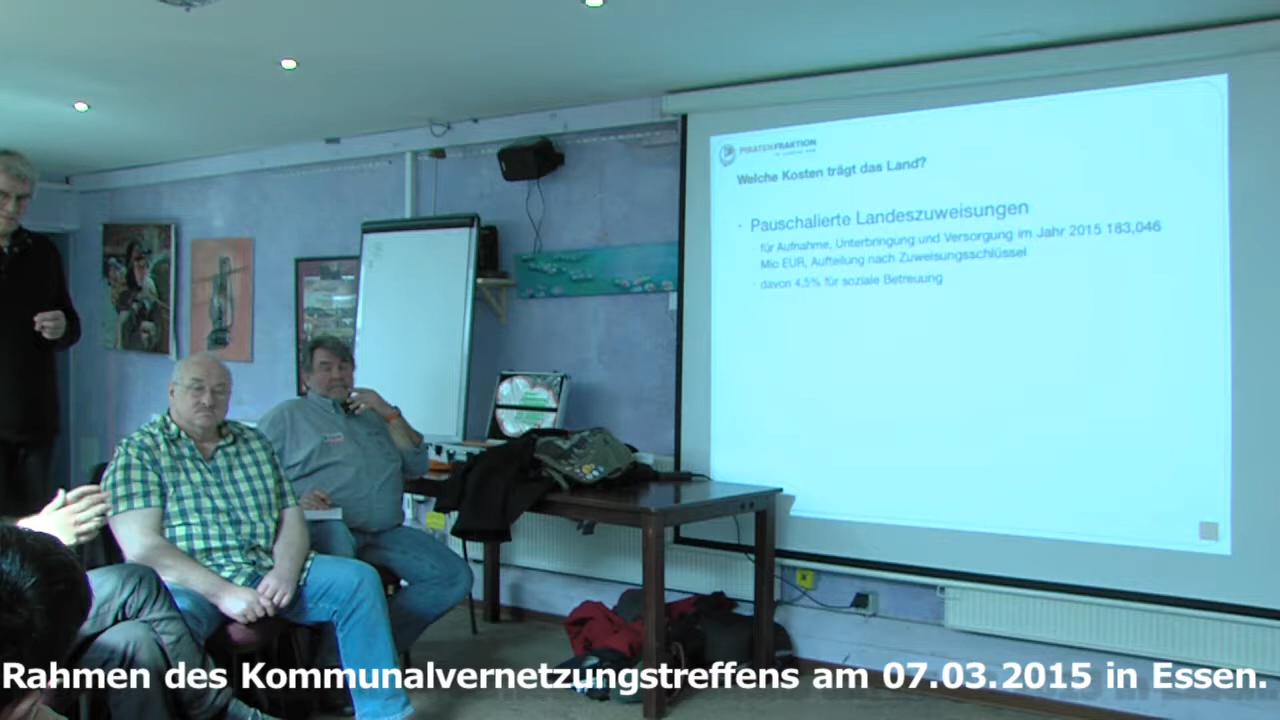 PIRATENFRAKTION
Welche Kosten trägt das Land?
· Pauschalierte Landeszuweisungen
für Aufnahme, Unterbringung und Versorgung im Jahr 2015 183,046
Mio EUR, Aufteilung nach Zuweisungsschlüssel
davon 4,5% für soziale Betreuung
Rahmen des Kommunalvernetzungstreffens am 07.03.2015 in Essen.